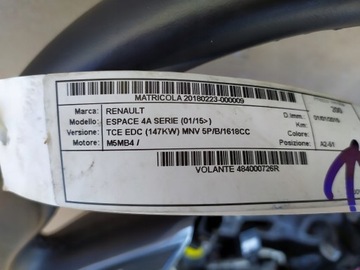 MATRICOLA 20180223-000009
Marca: RENAULT
Modello: ESPACE 4A SERIE (01/15>) D.Imm:
Versione: TCE EDC (147KW) MNV 5P/B/1618CC Km:
Motore: M5MB4 / Colore:
Posizione:
VOLANTE 484000726R